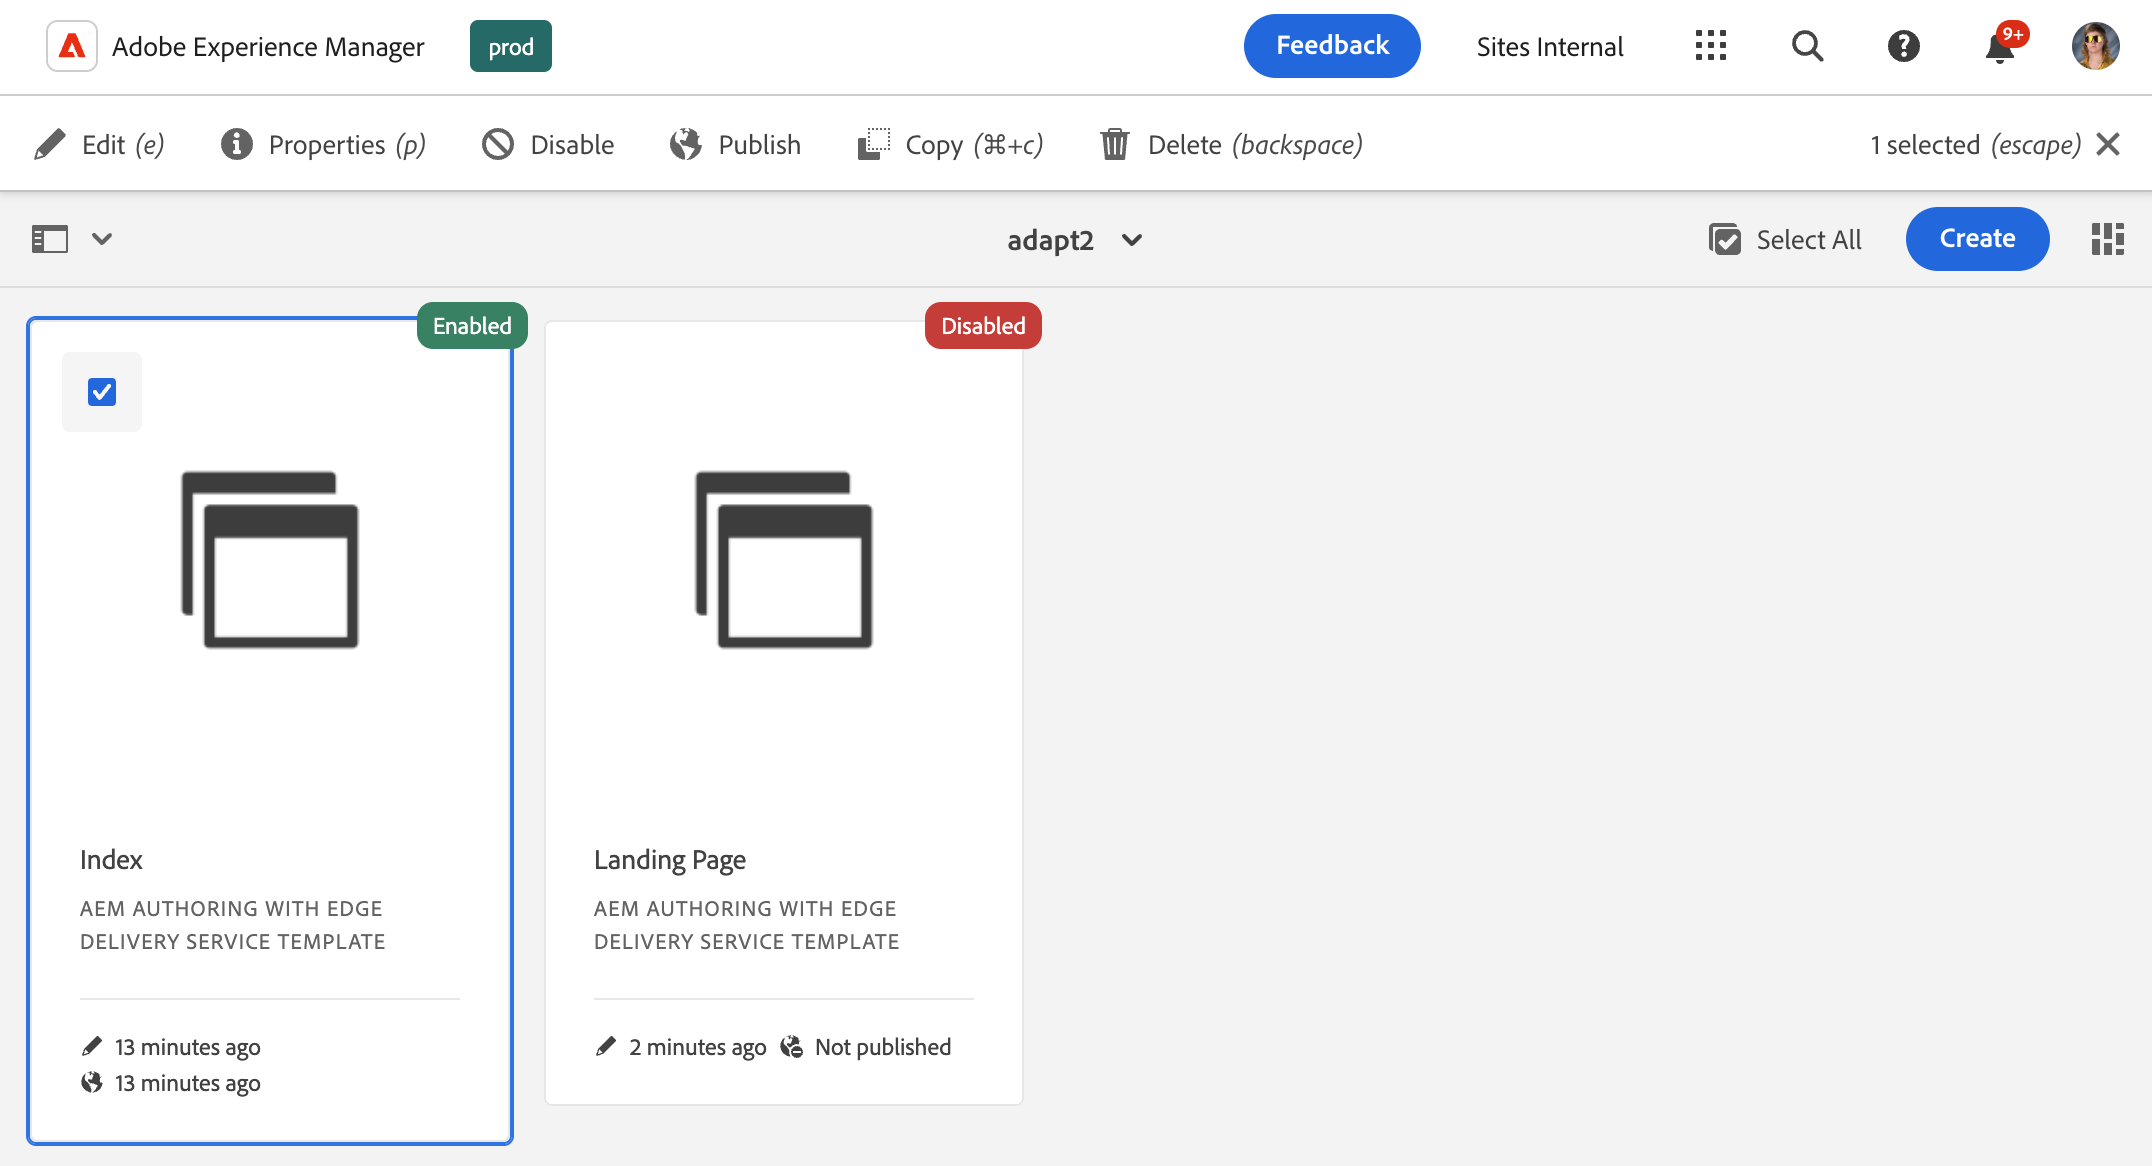 Adobe Experience Manager prod Feedback Sites Internal 9+
Edit (e) Properties (p) Disable Publish Copy (⌘+c) Delete (backspace) 1 selected (escape)
adapt2 Select All Create
Enabled
Disabled
Index
AEM AUTHORING WITH EDGE
DELIVERY SERVICE TEMPLATE
13 minutes ago
13 minutes ago
Landing Page
AEM AUTHORING WITH EDGE
DELIVERY SERVICE TEMPLATE
2 minutes ago Not published